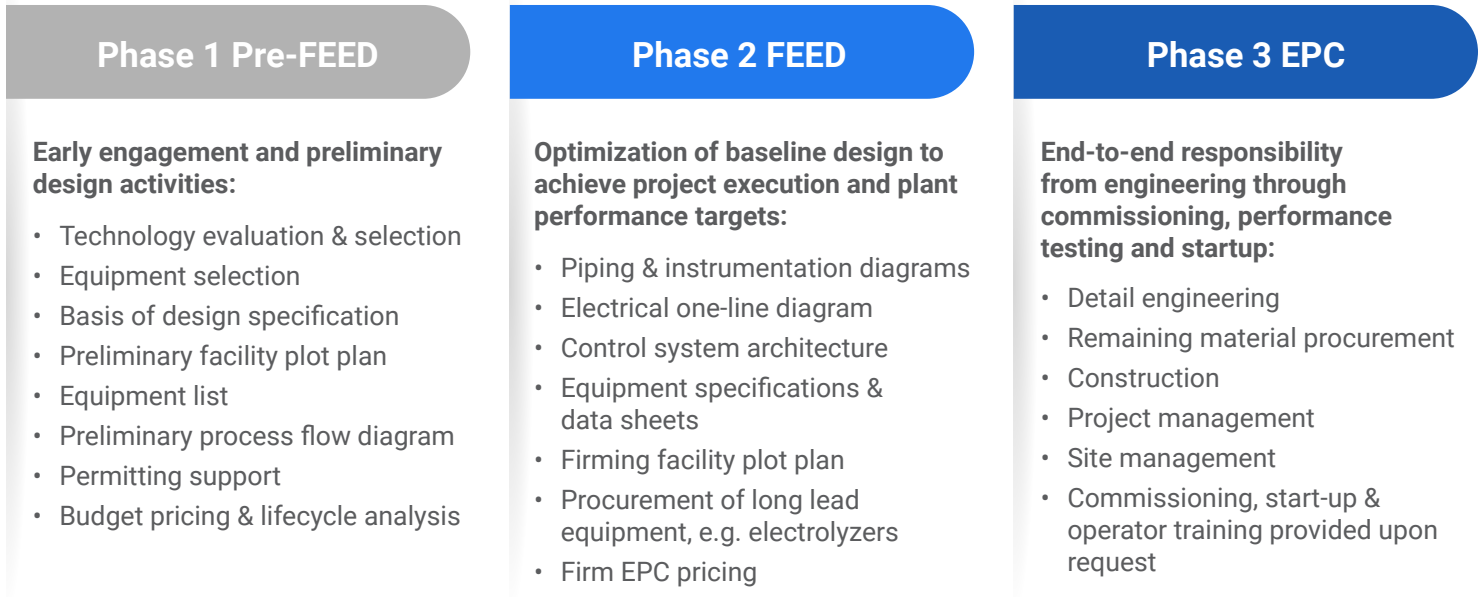 Phase 1 Pre-FEED
Early engagement and preliminary
design activities:
• Technology evaluation & selection
• Equipment selection
• Basis of design specification
• Preliminary facility plot plan
• Equipment list
• Preliminary process flow diagram
• Permitting support
• Budget pricing & lifecycle analysis
Phase 2 FEED
Optimization of baseline design to
achieve project execution and plant
performance targets:
• Piping & instrumentation diagrams
• Electrical one-line diagram
• Control system architecture
• Equipment specifications &
data sheets
• Firming facility plot plan
• Procurement of long lead
equipment, e.g. electrolyzers
• Firm EPC pricing
Phase 3 EPC
End-to-end responsibility
from engineering through
commissioning, performance
testing and startup:
• Detail engineering
• Remaining material procurement
• Construction
• Project management
• Site management
• Commissioning, start-up &
operator training provided upon
request